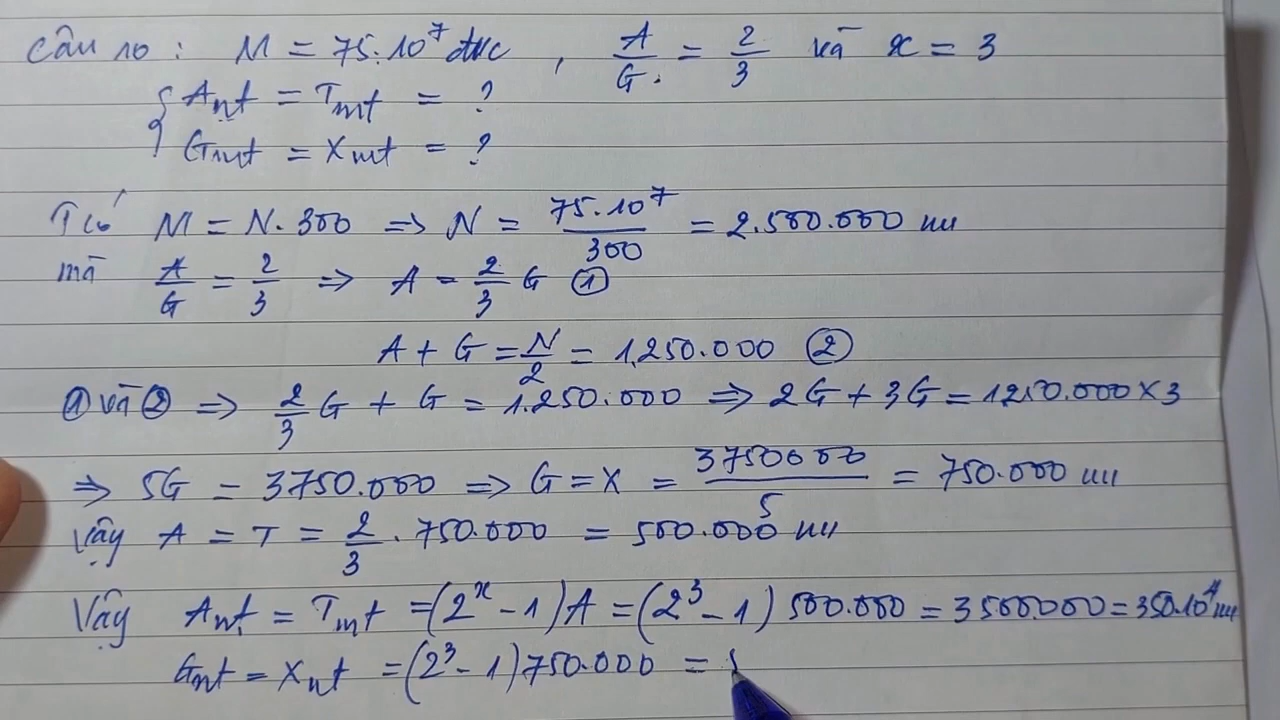 Câu 10 : M = 75.10⁷ đvc , A/G = 2/3 và x = 3
Amt = Tmt = ?
Gmt = Xmt = ?
Ta có M = N.300 => N = 75.10⁷/300 = 2.500.000 nu
mà A/G = 2/3 => A = 2/3 G ①
A + G = N/2 = 1.250.000 ②
① và ② => 2/3 G + G = 1.250.000 => 2G + 3G = 1250.000 x 3
=> 5G = 3750.000 => G = X = 3750000/5 = 750.000 nu
Vậy A = T = 2/3 . 750.000 = 500.000 nu
Vậy Amt = Tmt = (2ˣ - 1) A = (2³ - 1) 500.000 = 3500000 = 350.10⁴ nu
Gmt = Xmt = (2³ - 1) 750.000 =